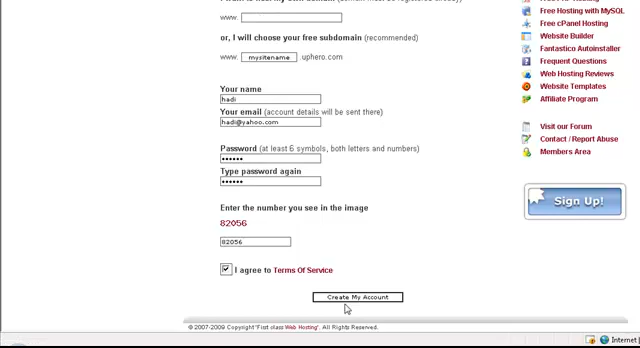 www.
or, I will choose your free subdomain (recommended)
www. mysitename .uphero.com
Your name
hadi
Your email (account details will be sent there)
hadi@yahoo.com
Password (at least 6 symbols, both letters and numbers)
••••••
Type password again
••••••
Enter the number you see in the image
82056
82056
I agree to Terms Of Service
Create My Account
© 2007-2009 Copyright "First class Web Hosting". All Rights Reserved.
Free Hosting with MySQL
Free cPanel Hosting
Website Builder
Fantastico Autoinstaller
Frequent Questions
Web Hosting Reviews
Website Templates
Affiliate Program
Visit our Forum
Contact / Report Abuse
Members Area
Sign Up!
Internet